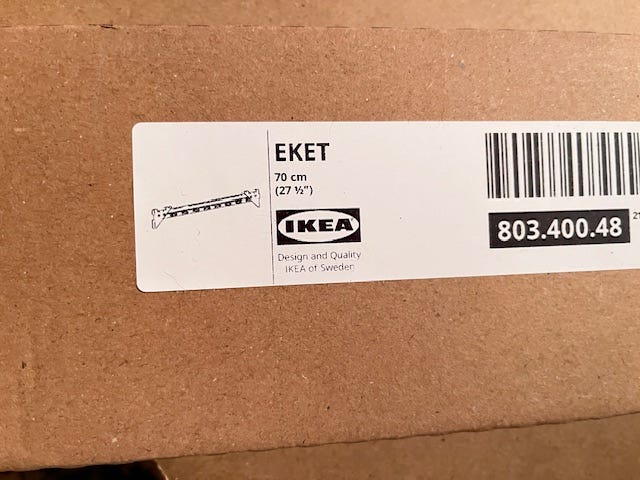 EKET
70 cm
(27 ½")
IKEA
Design and Quality
IKEA of Sweden
803.400.48